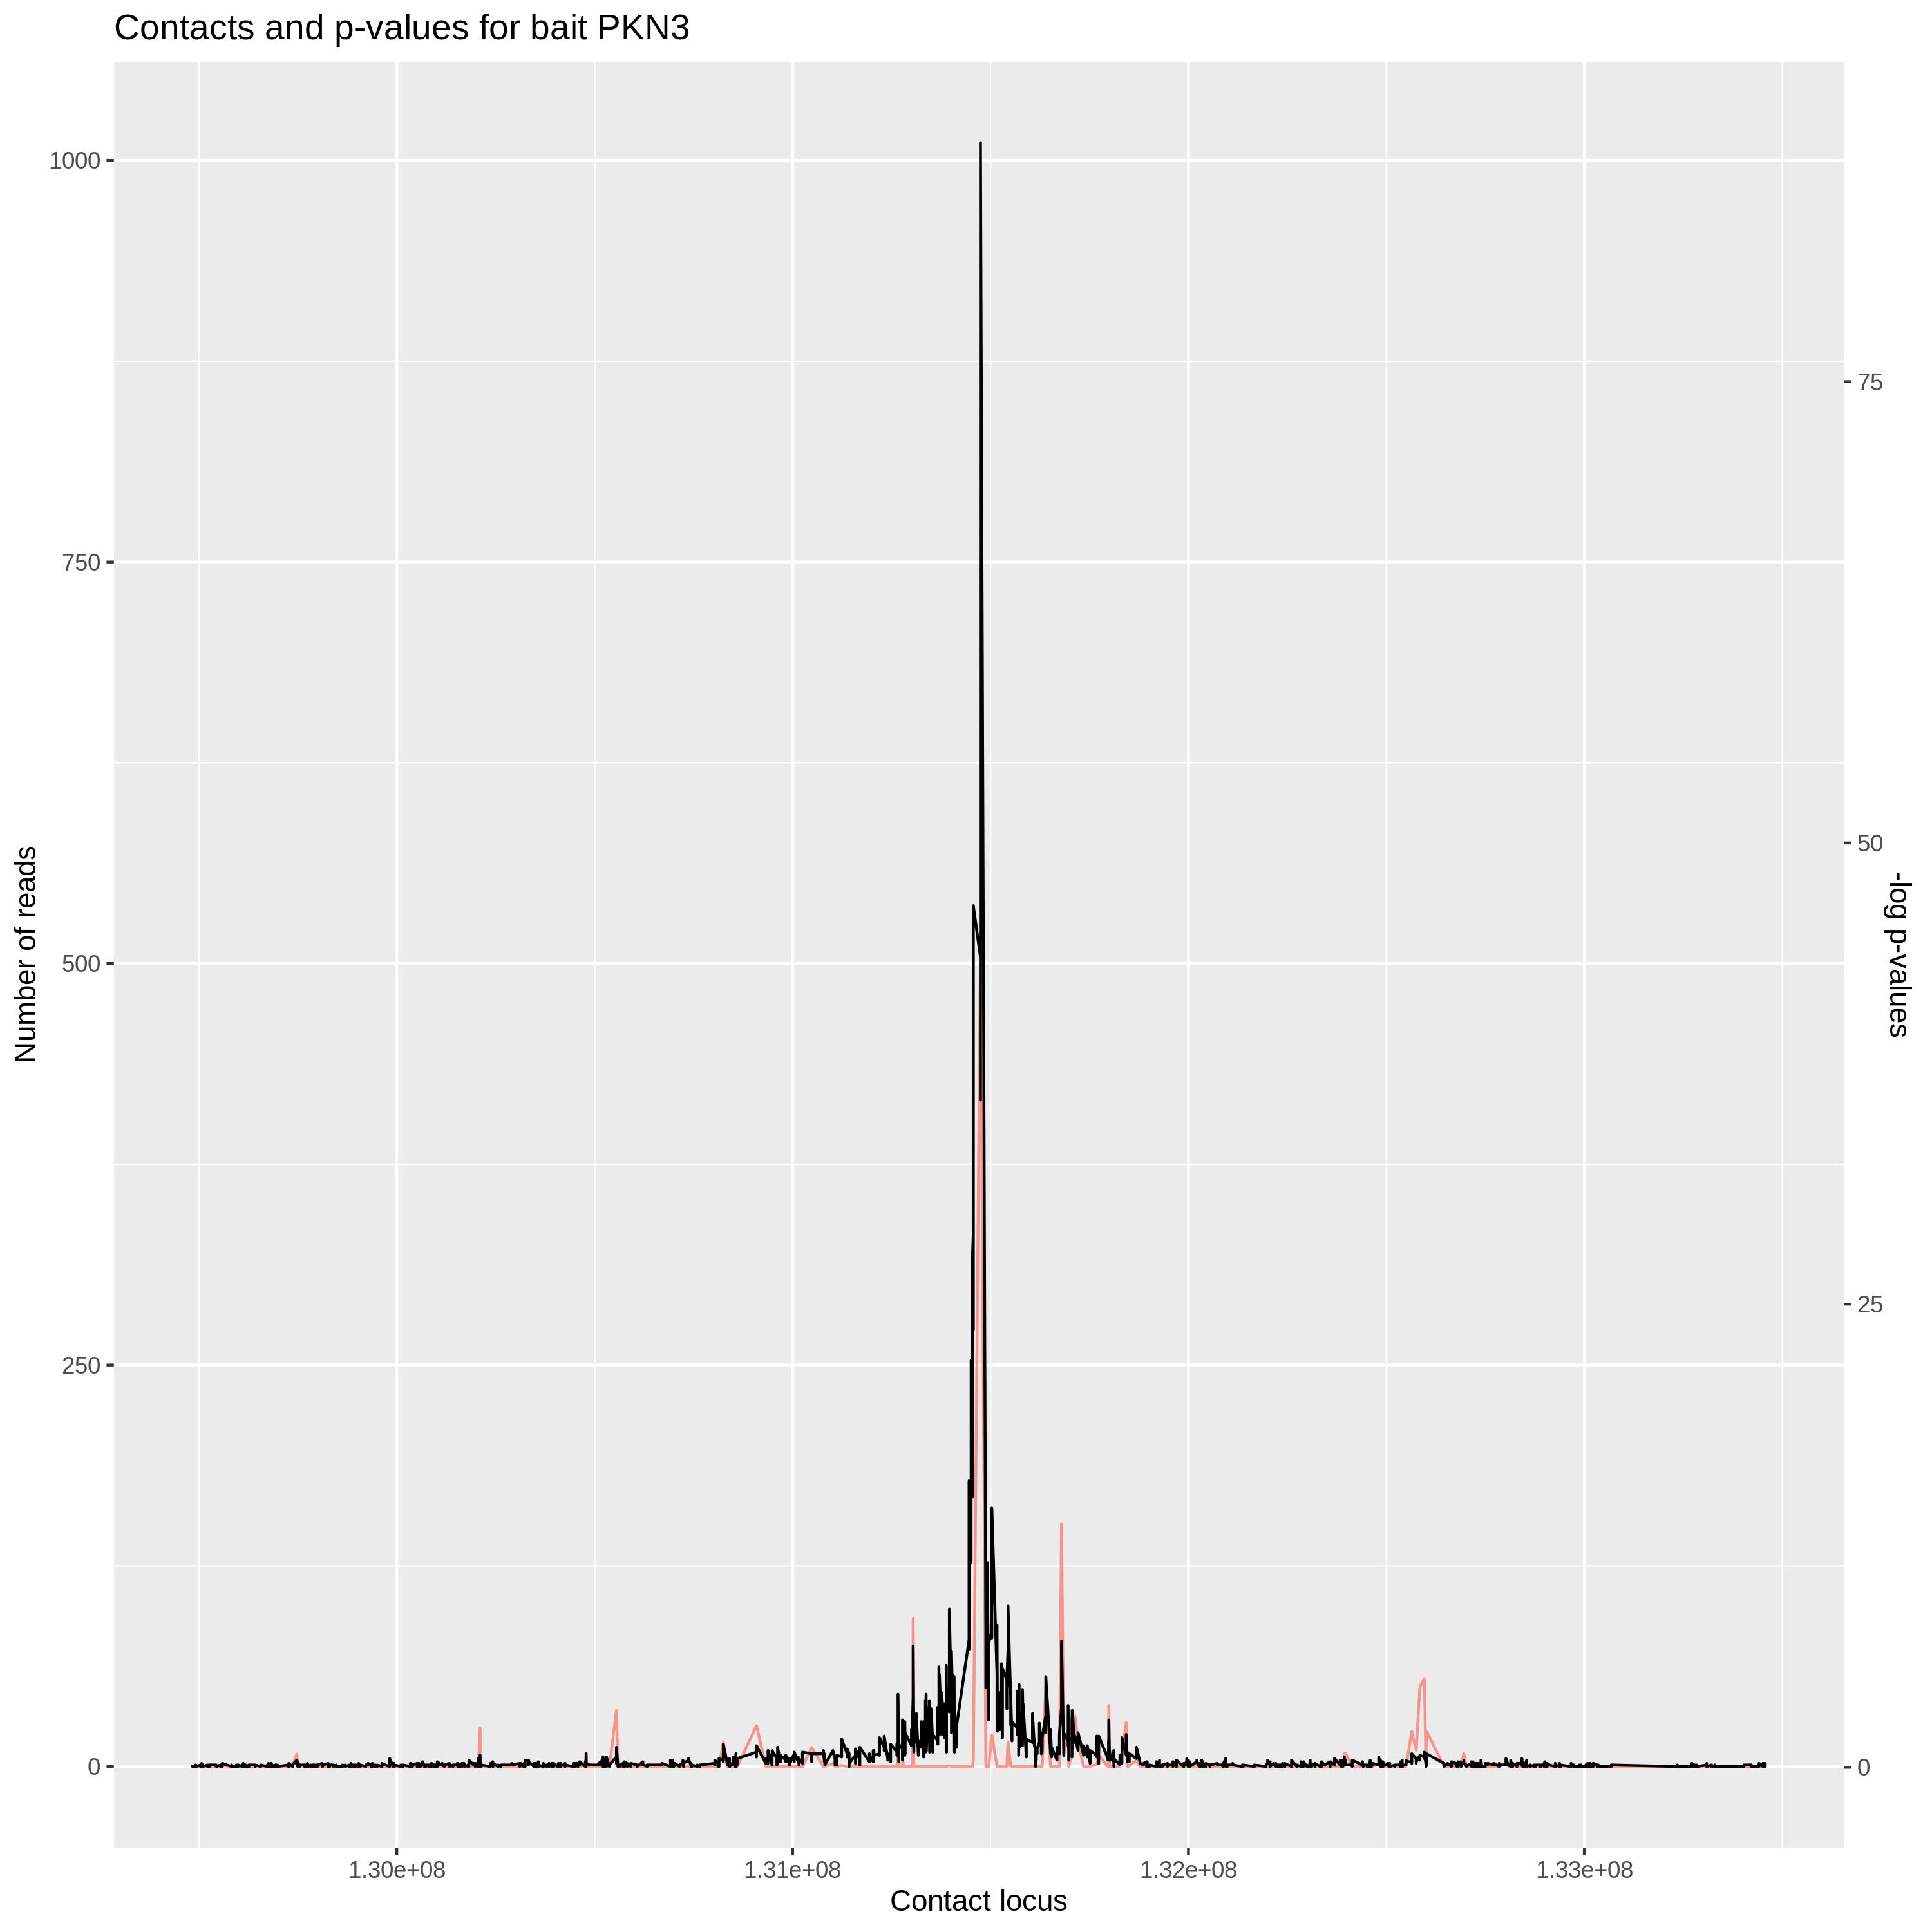 Contacts and p-values for bait PKN3
1000
750
500
250
0
Number of reads
75
50
25
0
-log p-values
1.30e+08
1.31e+08
1.32e+08
1.33e+08
Contact locus